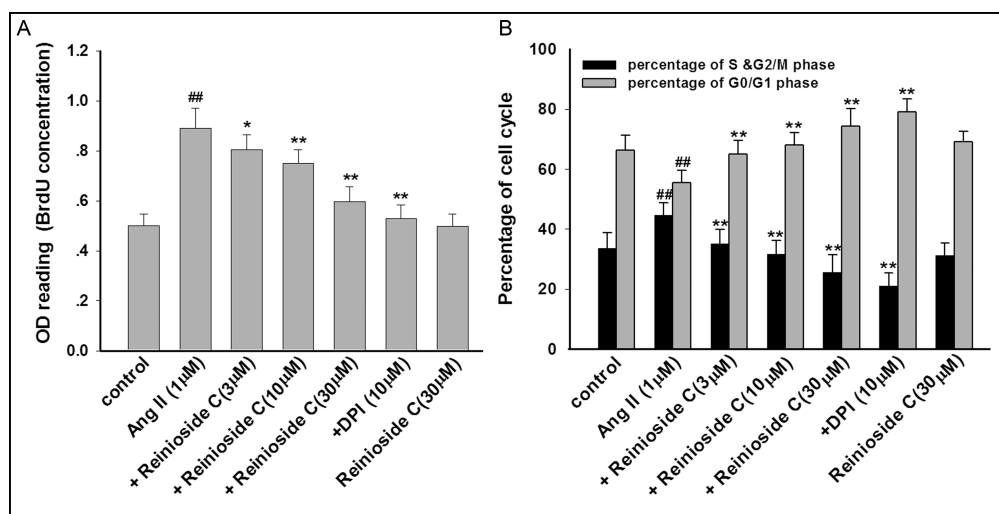 A
OD reading (BrdU concentration)
1.2
1.0
.8
.6
.4
.2
0.0
##
*
**
**
**
control
Ang II (1μM)
+ Reinioside C(3μM)
+ Reinioside C(10μM)
+ Reinioside C(30μM)
+DPI (10μM)
Reinioside C(30μM)
B
Percentage of cell cycle
100
80
60
40
20
0
percentage of S &G2/M phase
percentage of G0/G1 phase
##
##
**
**
**
**
**
**
**
**
control
Ang II (1μM)
+ Reinioside C(3μM)
+ Reinioside C(10μM)
+ Reinioside C(30μM)
+DPI (10μM)
Reinioside C(30μM)